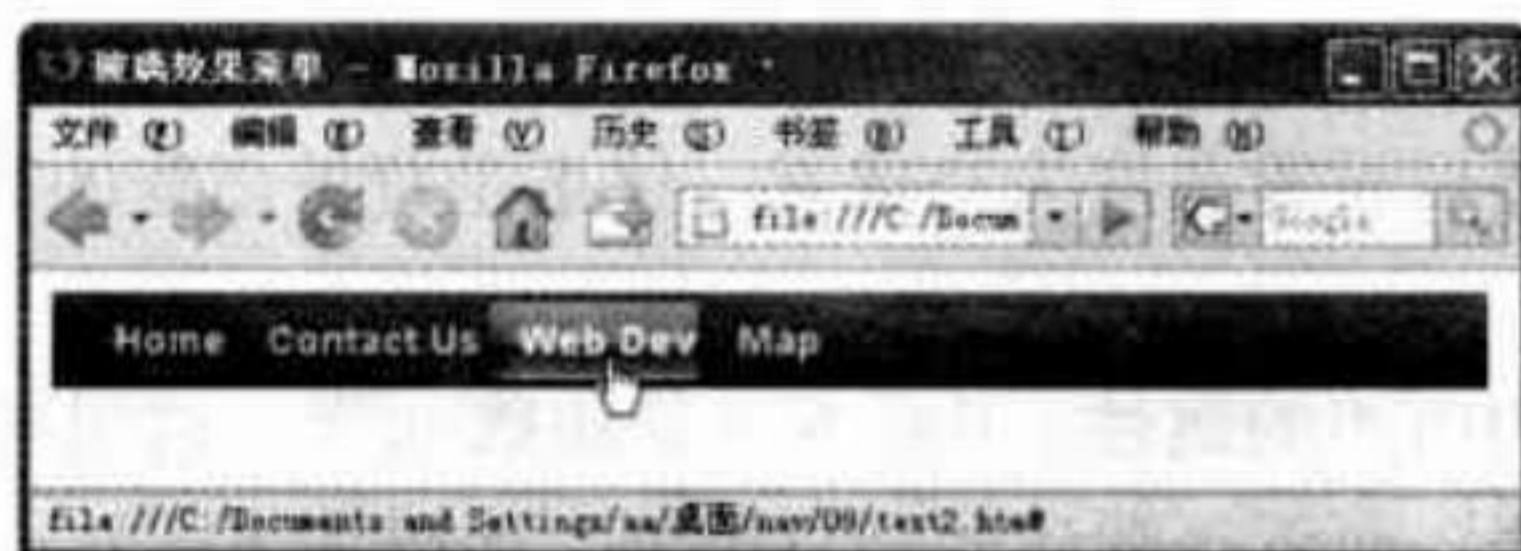 玻璃效果菜单 - Mozilla Firefox
文件 (F) 编辑 (E) 查看 (V) 历史 (S) 书签 (B) 工具 (T) 帮助 (H)
file:///C:/Docum Google
Home Contact Us Web Dev Map
file:///C:/Documents and Settings/aa/桌面/nav/09/text2.htm#